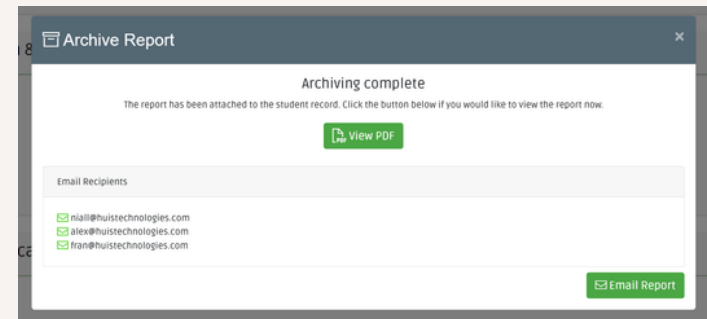 Archive Report
×
Archiving complete
The report has been attached to the student record. Click the button below if you would like to view the report now.
View PDF
Email Recipients
niall@huistechnologies.com
alex@huistechnologies.com
fran@huistechnologies.com
Email Report